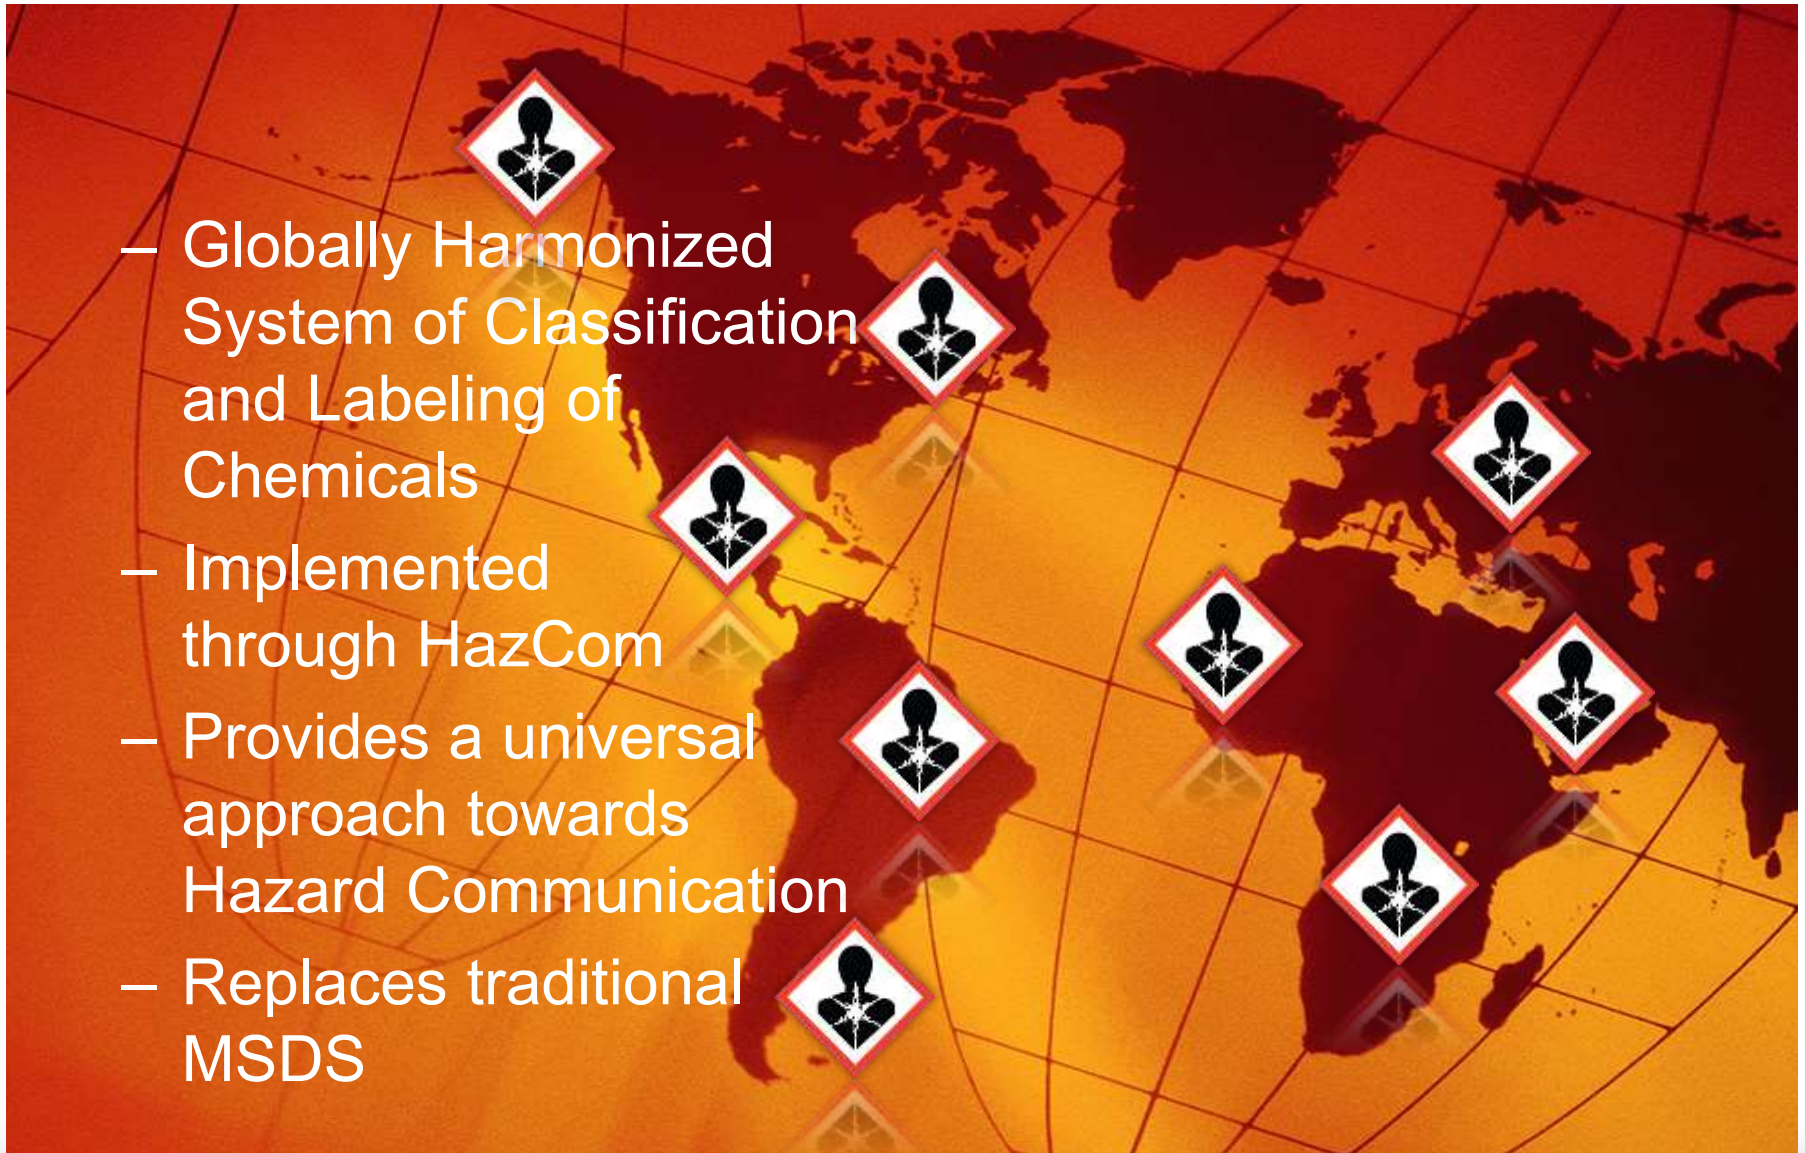 – Globally Harmonized
System of Classification
and Labeling of
Chemicals
– Implemented
through HazCom
– Provides a universal
approach towards
Hazard Communication
– Replaces traditional
MSDS